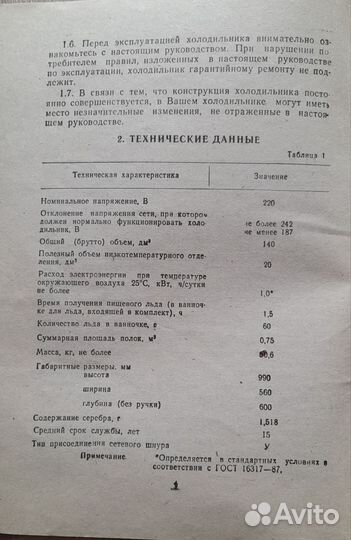 1.6. Перед эксплуатацией холодильника внимательно оз-
накомьтесь с настоящим руководством. При нарушении по-
требителем правил, изложенных в настоящем руководстве
по эксплуатации, холодильник гарантийному ремонту не под-
лежит.
1.7. В связи с тем, что конструкция холодильника посто-
янно совершенствуется, в Вашем холодильнике могут иметь
место незначительные изменения, не отраженные в настоя-
щем руководстве.
2. ТЕХНИЧЕСКИЕ ДАННЫЕ
Таблица 1
Техническая характеристика Значение
Номинальное напряжение, В 220
Отклонение напряжения сети, при котором
должен нормально функционировать холо- не более 242
дильник, В не менее 187
Общий (брутто) объем, дм³ 140
Полезный объем низкотемпературного отде-
ления, дм³ 20
Расход электроэнергии при температуре
окружающего воздуха 25°С, кВт, ч/сутки
не более 1,0*
Время получения пищевого льда (в ванноч-
ке для льда, входящей в комплект), ч 1,5
Количество льда в ванночке, г 60
Суммарная площадь полок, м² 0,75
Масса, кг, не более
Габаритные размеры, мм
высота 990
ширина 560
глубина (без ручки) 600
Содержание серебра, г 1,518
Средний срок службы, лет 15
Тип присоединения сетевого шнура У
Примечание *Определяется в стандартных условиях в
соответствии с ГОСТ 16317—87.
Avito